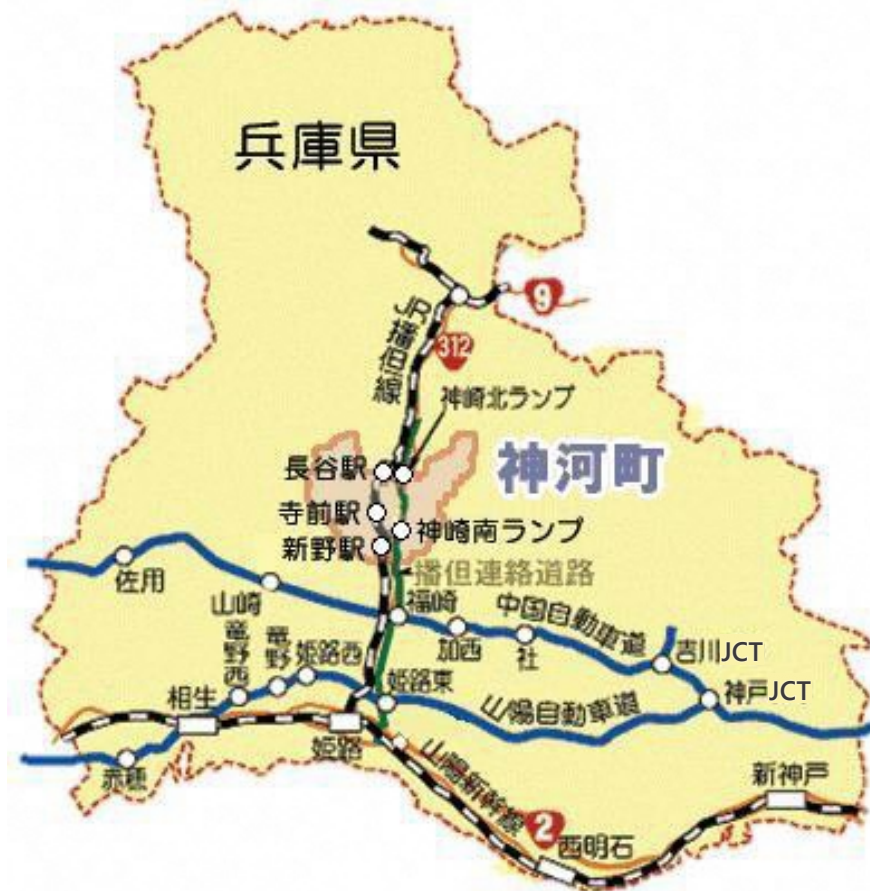 兵庫県
9
JR播但線
312
神崎北ランプ
神河町
長谷駅
寺前駅
神崎南ランプ
新野駅
播但連絡道路
佐用
山崎
福崎
中国自動車道
加西
社
吉川JCT
竜野西
竜野
姫路西
姫路東
神戸JCT
相生
山陽自動車道
姫路
赤穂
山陽新幹線
新神戸
2
西明石